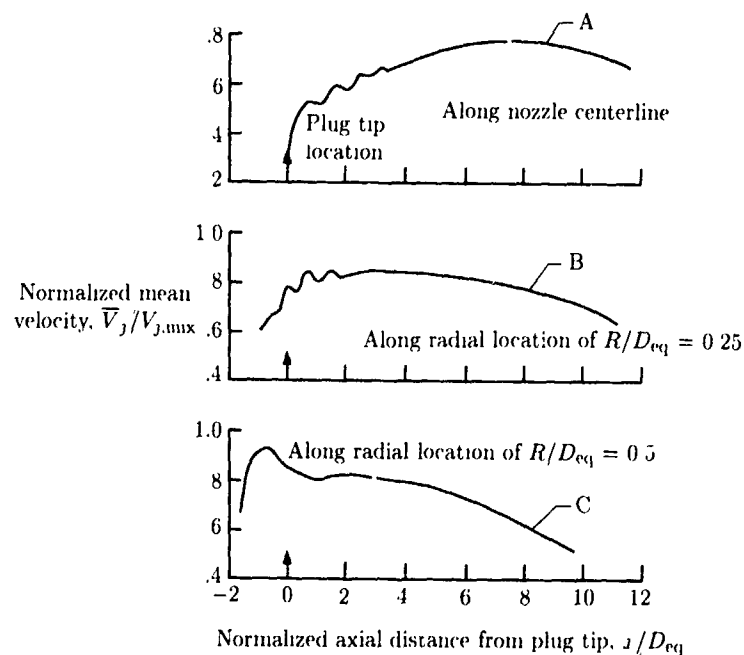 .8
A
.6
Plug tip
location
Along nozzle centerline
.4
.2
1 0
B
.8
Normalized mean
velocity, V̅j/Vj,mix
.6
Along radial location of R/Deq = 0 25
.4
1.0
Along radial location of R/Deq = 0 5
.8
C
.6
.4
−2 0 2 4 6 8 10 12
Normalized axial distance from plug tip, x/Deq